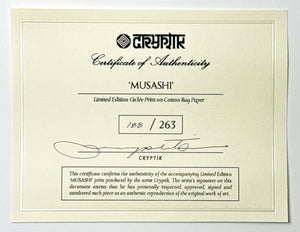 CRYPTIK
Certificate of Authenticity
'MUSASHI'
Limited Edition Giclée Print on Cotton Rag Paper
188 / 263
CRYPTIK
This certificate confirms the authenticity of the accompanying Limited Edition
'MUSASHI' print produced by the artist Cryptik. The artist's signature on this
document attests that he has personally inspected, approved, signed and
numbered each piece as an authentic reproduction of the original work of art.